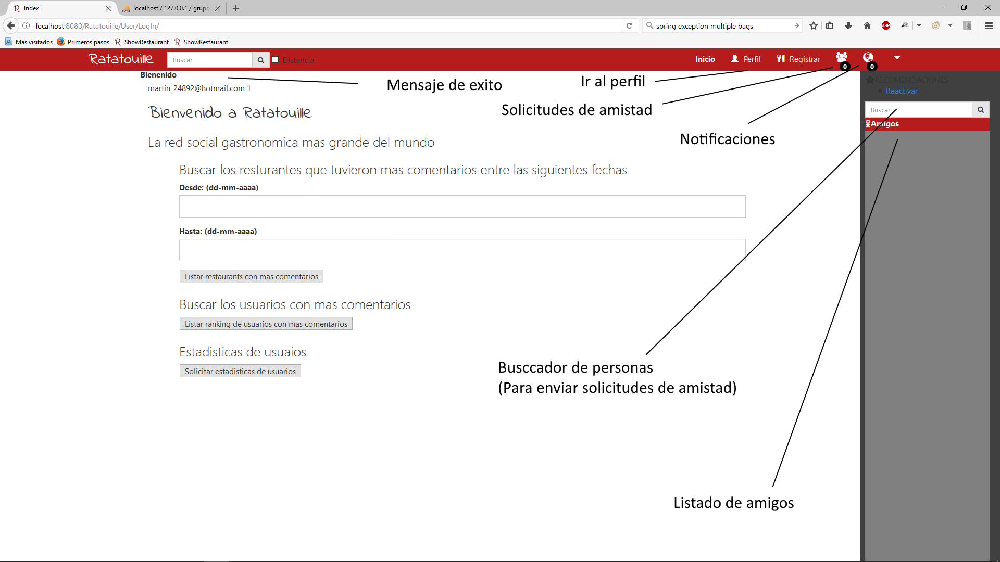 Index
localhost / 127.0.0.1 / grupo
localhost:8080/Ratatouille/User/LogIn/
spring exception multiple bags
ABP
Más visitados
Primeros pasos
ShowRestaurant
ShowRestaurant
Ratatouille
Buscar
Distancia
Inicio
Perfil
Registrar
0
0
Bienenido
martin_24892@hotmail.com 1
Mensaje de exito
Ir al perfil
Solicitudes de amistad
Notificaciones
RECOMENDACIONES
Reactivar
Buscar
Amigos
Bienvenido a Ratatouille
La red social gastronomica mas grande del mundo
Buscar los resturantes que tuvieron mas comentarios entre las siguientes fechas
Desde: (dd-mm-aaaa)
Hasta: (dd-mm-aaaa)
Listar restaurants con mas comentarios
Buscar los usuarios con mas comentarios
Listar ranking de usuarios con mas comentarios
Estadisticas de usuaios
Solicitar estadisticas de usuarios
Busccador de personas
(Para enviar solicitudes de amistad)
Listado de amigos